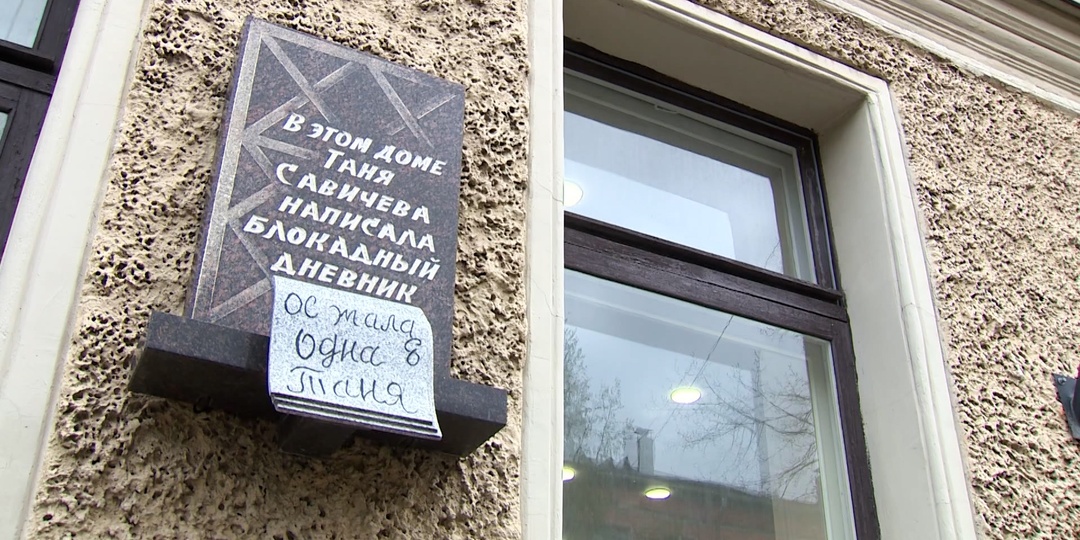 В ЭТОМ ДОМЕ
ТАНЯ
САВИЧЕВА
НАПИСАЛА
БЛОКАДНЫЙ
ДНЕВНИК
осталась
одна
Таня